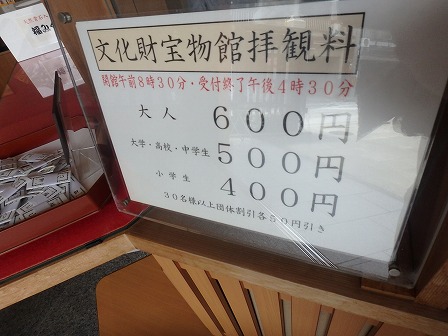 文化財宝物館拝観料
開館午前８時３０分・受付終了午後４時３０分
大人 ６００円
大学・高校・中学生 ５００円
小学生 ４００円
３０名様以上団体割引各５０円引き